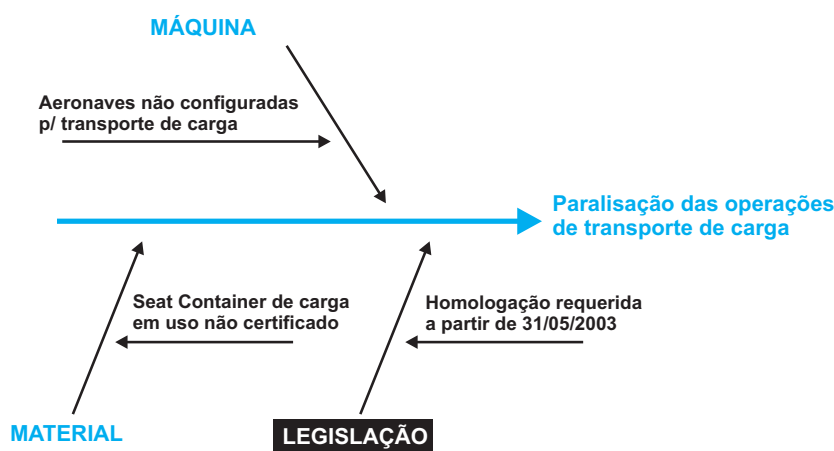 MÁQUINA
Aeronaves não configuradas
p/ transporte de carga
Paralisação das operações
de transporte de carga
Seat Container de carga
em uso não certificado
Homologação requerida
a partir de 31/05/2003
MATERIAL
LEGISLAÇÃO